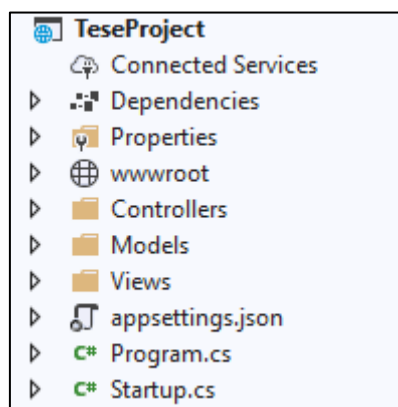 TeseProject
Connected Services
Dependencies
Properties
wwwroot
Controllers
Models
Views
appsettings.json
C# Program.cs
C# Startup.cs